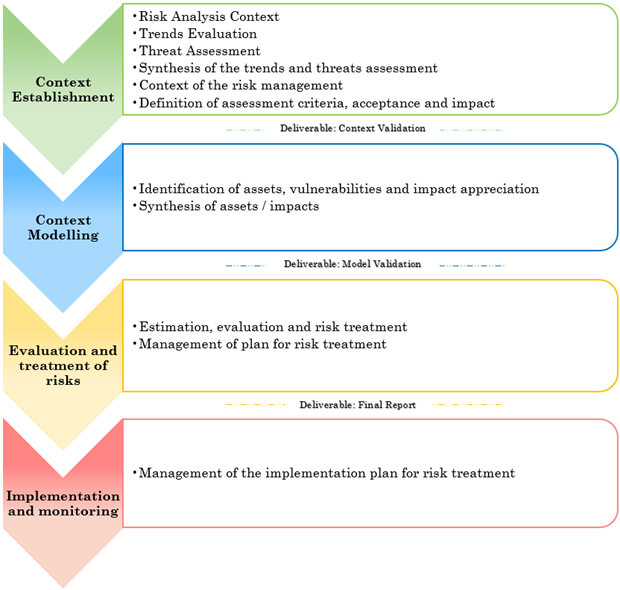 Context
Establishment
• Risk Analysis Context
• Trends Evaluation
• Threat Assessment
• Synthesis of the trends and threats assessment
• Context of the risk management
• Definition of assessment criteria, acceptance and impact
Deliverable: Context Validation
Context
Modelling
• Identification of assets, vulnerabilities and impact appreciation
• Synthesis of assets / impacts
Deliverable: Model Validation
Evaluation and
treatment of
risks
• Estimation, evaluation and risk treatment
• Management of plan for risk treatment
Deliverable: Final Report
Implementation
and monitoring
• Management of the implementation plan for risk treatment